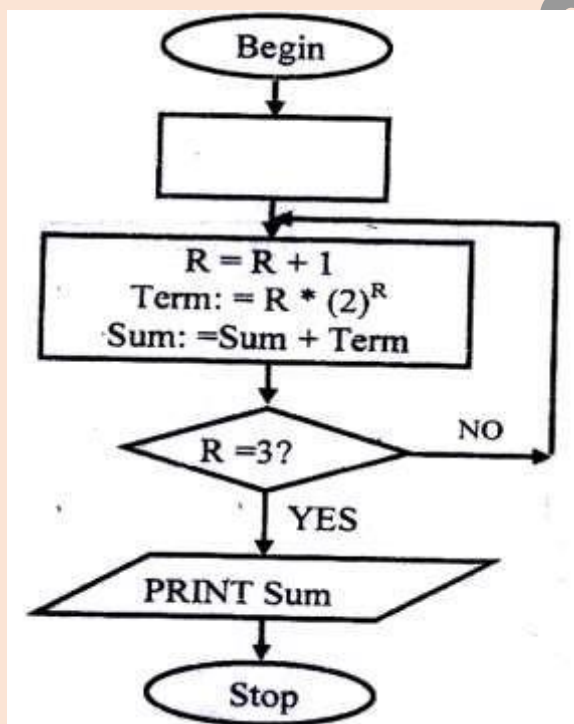 Begin
R = R + 1
Term: = R * (2)^R
Sum: =Sum + Term
R =3?
NO
YES
PRINT Sum
Stop